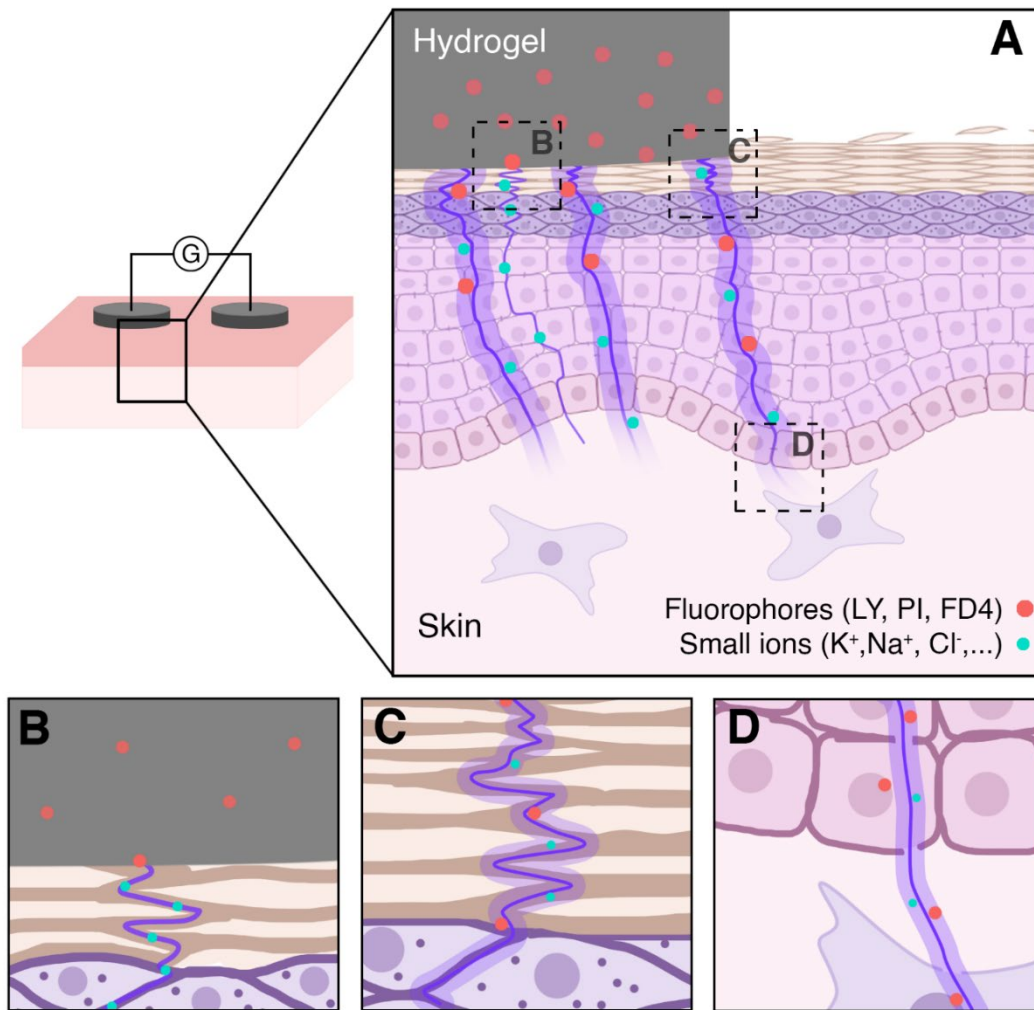 A
Hydrogel
B
C
G
D
Fluorophores (LY, PI, FD4)
Skin
Small ions (K⁺,Na⁺, Cl⁻,...)
B
C
D